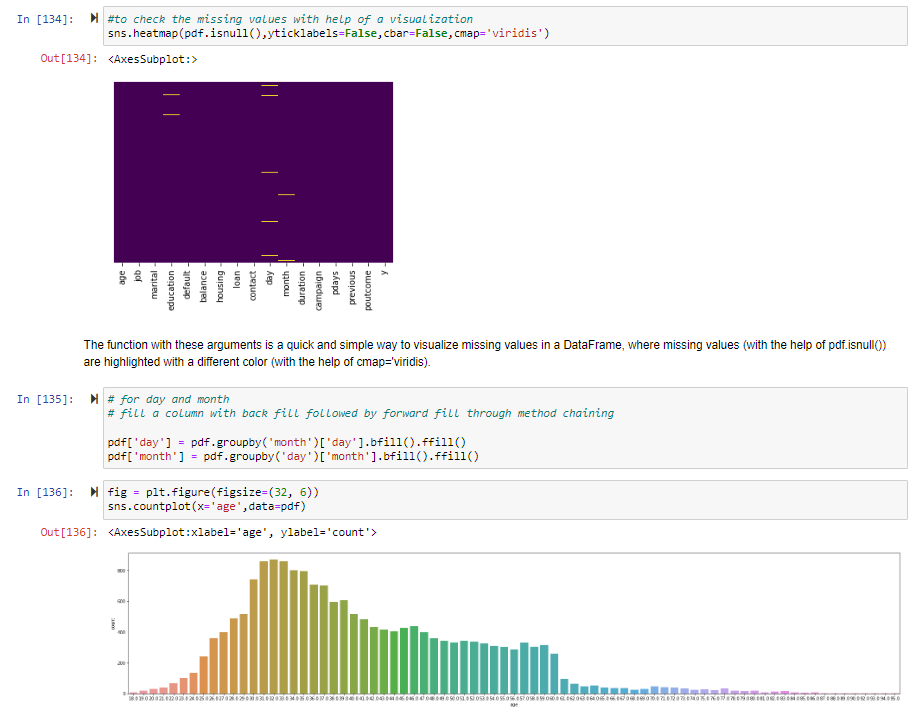 In [134]:
#to check the missing values with help of a visualization
sns.heatmap(pdf.isnull(),yticklabels=False,cbar=False,cmap='viridis')
Out[134]: <AxesSubplot:>
age
job
marital
education
default
balance
housing
loan
contact
day
month
duration
campaign
pdays
previous
poutcome
y
The function with these arguments is a quick and simple way to visualize missing values in a DataFrame, where missing values (with the help of pdf.isnull())
are highlighted with a different color (with the help of cmap='viridis).
In [135]:
# for day and month
# fill a column with back fill followed by forward fill through method chaining
pdf['day'] = pdf.groupby('month')['day'].bfill().ffill()
pdf['month'] = pdf.groupby('day')['month'].bfill().ffill()
In [136]:
fig = plt.figure(figsize=(32, 6))
sns.countplot(x='age',data=pdf)
Out[136]: <AxesSubplot:xlabel='age', ylabel='count'>
800
600
400
200
0
count
age